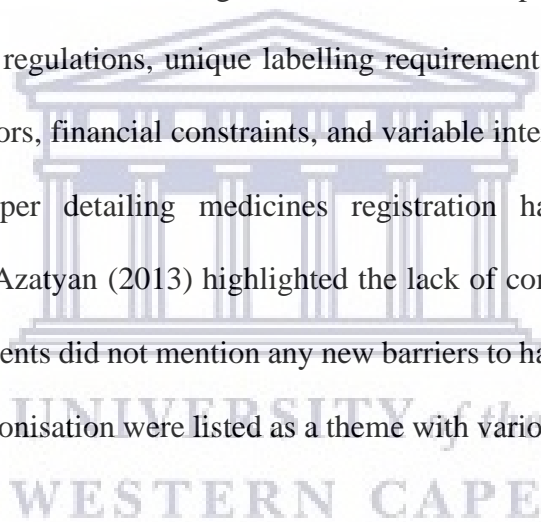 regulations, unique labelling requirement
ors, financial constraints, and variable inte
per detailing medicines registration ha
Azatyan (2013) highlighted the lack of con
ents did not mention any new barriers to ha
onisation were listed as a theme with vario
UNIVERSITY of the
WESTERN CAPE